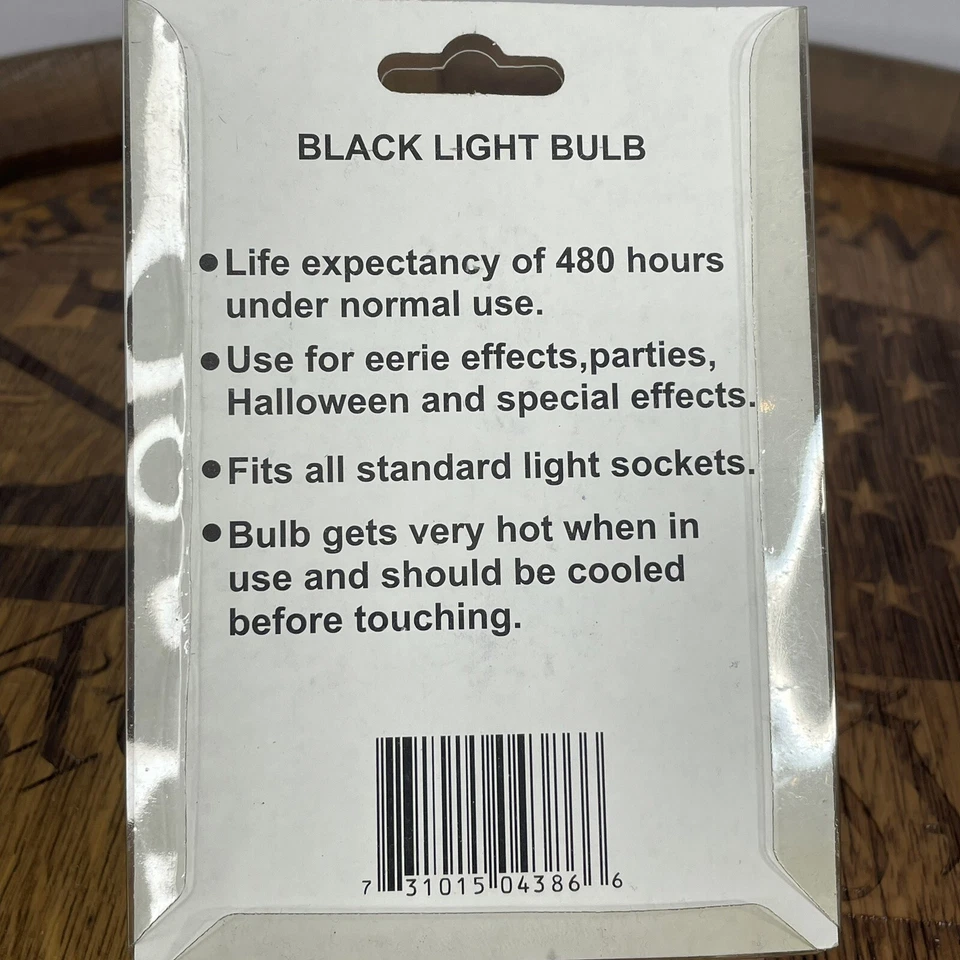 BLACK LIGHT BULB
● Life expectancy of 480 hours
under normal use.
● Use for eerie effects,parties,
Halloween and special effects.
● Fits all standard light sockets.
● Bulb gets very hot when in
use and should be cooled
before touching.
7 31015 04386 6